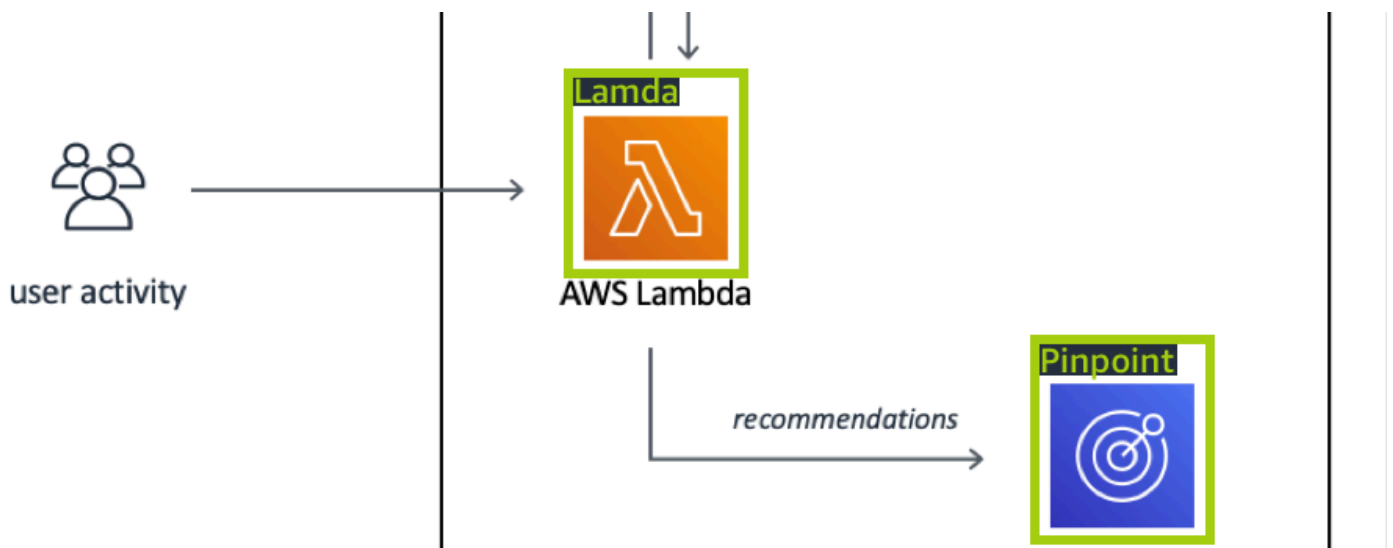 Lamda
user activity
AWS Lambda
Pinpoint
recommendations